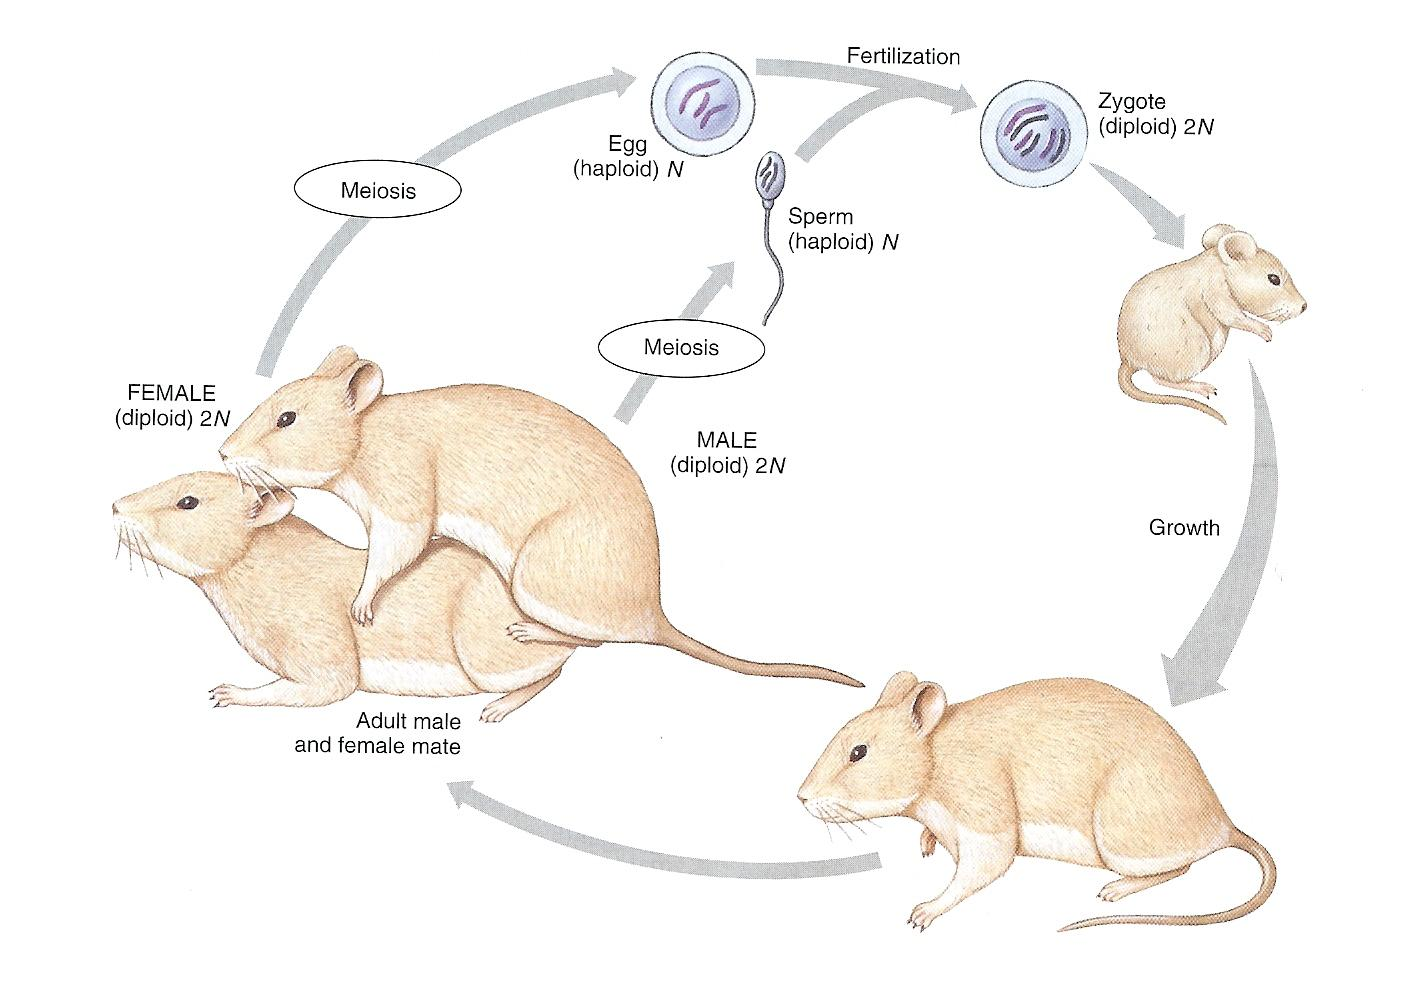 Fertilization
Zygote
(diploid) 2N
Egg
(haploid) N
Meiosis
Sperm
(haploid) N
Meiosis
FEMALE
(diploid) 2N
MALE
(diploid) 2N
Growth
Adult male
and female mate